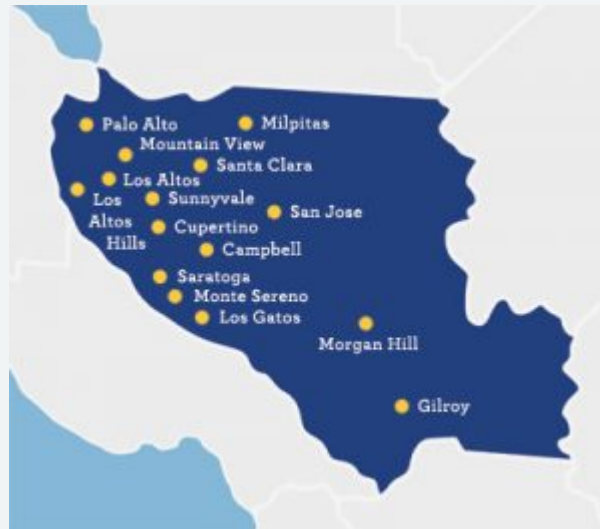 Palo Alto
Milpitas
Mountain View
Santa Clara
Los Altos
Los
Altos
Hills
Sunnyvale
San Jose
Cupertino
Campbell
Saratoga
Monte Sereno
Los Gatos
Morgan Hill
Gilroy